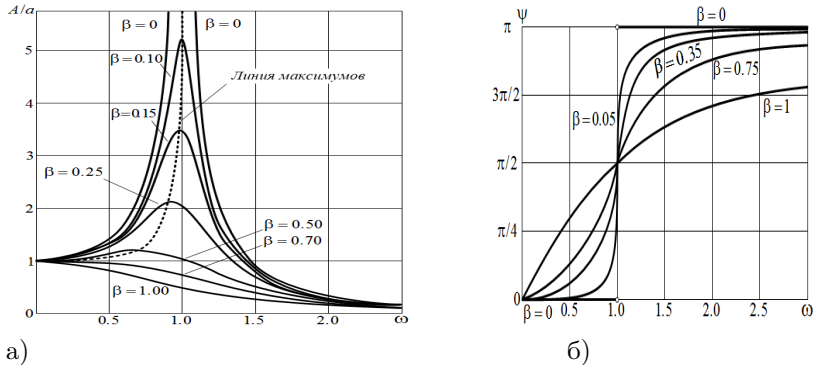 A/a
β=0
β=0
5
β=0.10
Линия максимумов
4
β=0.15
3
β = 0.25
2
β = 0.50
β = 0.70
1
β=1.00
0
0.5
1.0
1.5
2.0
ω
а)
π
ψ
β=0
β=0.35
β=0.75
3π/2
β=0.05
β=1
π/2
π/4
0
β=0
0.5
1.0
1.5
2.0
2.5
3.0
ω
б)